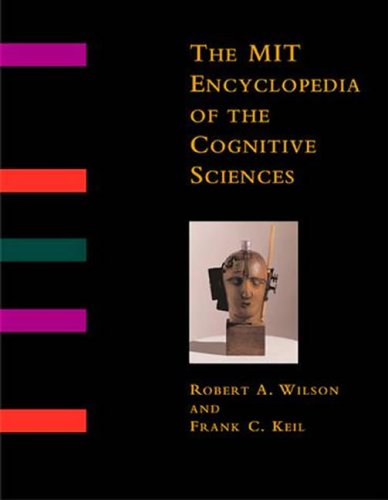 THE MIT
ENCYCLOPEDIA
OF THE
COGNITIVE
SCIENCES
ROBERT A. WILSON
AND
FRANK C. KEIL